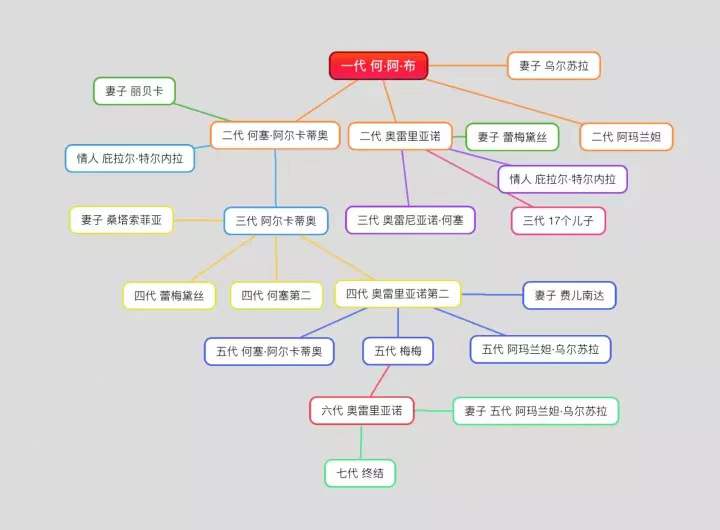 一代 何·阿·布
妻子 乌尔苏拉
妻子 丽贝卡
二代 何塞·阿尔卡蒂奥
二代 奥雷里亚诺
妻子 蕾梅黛丝
二代 阿玛兰妲
情人 庇拉尔·特尔内拉
情人 庇拉尔·特尔内拉
妻子 桑塔索菲亚
三代 阿尔卡蒂奥
三代 奥雷尼亚诺·何塞
三代 17个儿子
四代 蕾梅黛丝
四代 何塞第二
四代 奥雷里亚诺第二
妻子 费儿南达
五代 何塞·阿尔卡蒂奥
五代 梅梅
五代 阿玛兰妲·乌尔苏拉
六代 奥雷里亚诺
妻子 五代 阿玛兰妲·乌尔苏拉
七代 终结